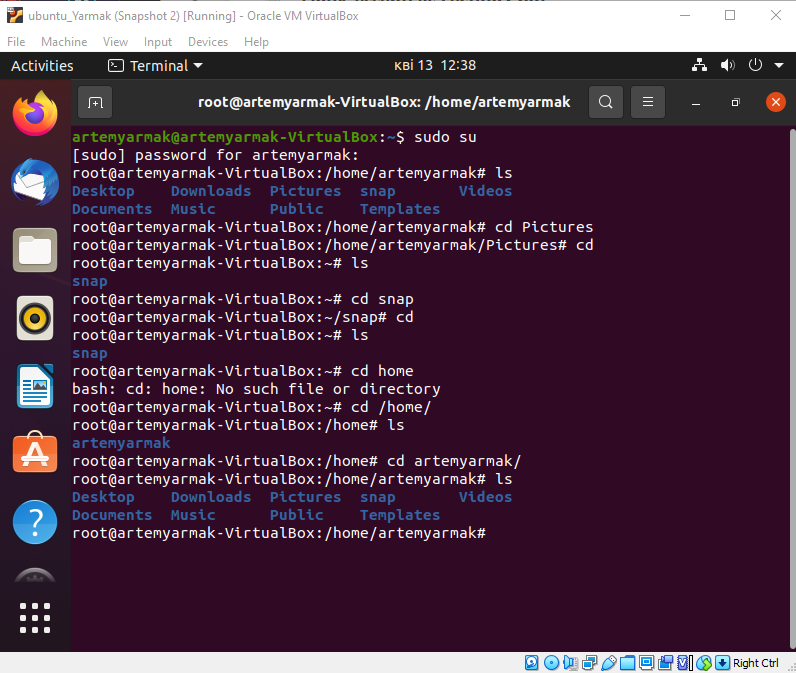 ubuntu_Yarmak (Snapshot 2) [Running] - Oracle VM VirtualBox
File Machine View Input Devices Help
Activities Terminal кві 13 12:38
root@artemyarmak-VirtualBox: /home/artemyarmak
artemyarmak@artemyarmak-VirtualBox:~$ sudo su
[sudo] password for artemyarmak:
root@artemyarmak-VirtualBox:/home/artemyarmak# ls
Desktop Downloads Pictures snap Videos
Documents Music Public Templates
root@artemyarmak-VirtualBox:/home/artemyarmak# cd Pictures
root@artemyarmak-VirtualBox:/home/artemyarmak/Pictures# cd
root@artemyarmak-VirtualBox:~# ls
snap
root@artemyarmak-VirtualBox:~# cd snap
root@artemyarmak-VirtualBox:~/snap# cd
root@artemyarmak-VirtualBox:~# ls
snap
root@artemyarmak-VirtualBox:~# cd home
bash: cd: home: No such file or directory
root@artemyarmak-VirtualBox:~# cd /home/
root@artemyarmak-VirtualBox:/home# ls
artemyarmak
root@artemyarmak-VirtualBox:/home# cd artemyarmak/
root@artemyarmak-VirtualBox:/home/artemyarmak# ls
Desktop Downloads Pictures snap Videos
Documents Music Public Templates
root@artemyarmak-VirtualBox:/home/artemyarmak#
Right Ctrl